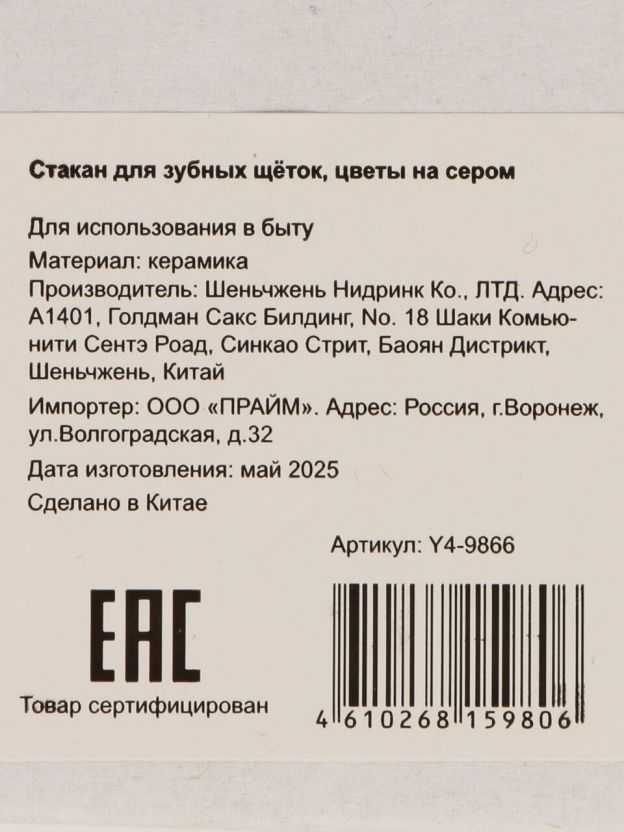 Стакан для зубных щёток, цветы на сером
Для использования в быту
Материал: керамика
Производитель: Шеньчжень Нидринк Ко., ЛТД. Адрес:
А1401, Голдман Сакс Билдинг, No. 18 Шаки Комью-
нити Сентэ Роад, Синкао Стрит, Баоян Дистрикт,
Шеньчжень, Китай
Импортер: ООО «ПРАЙМ». Адрес: Россия, г.Воронеж,
ул.Волгоградская, д.32
Дата изготовления: май 2025
Сделано в Китае
Артикул: Y4-9866
EAC
Товар сертифицирован
4 610268 159806